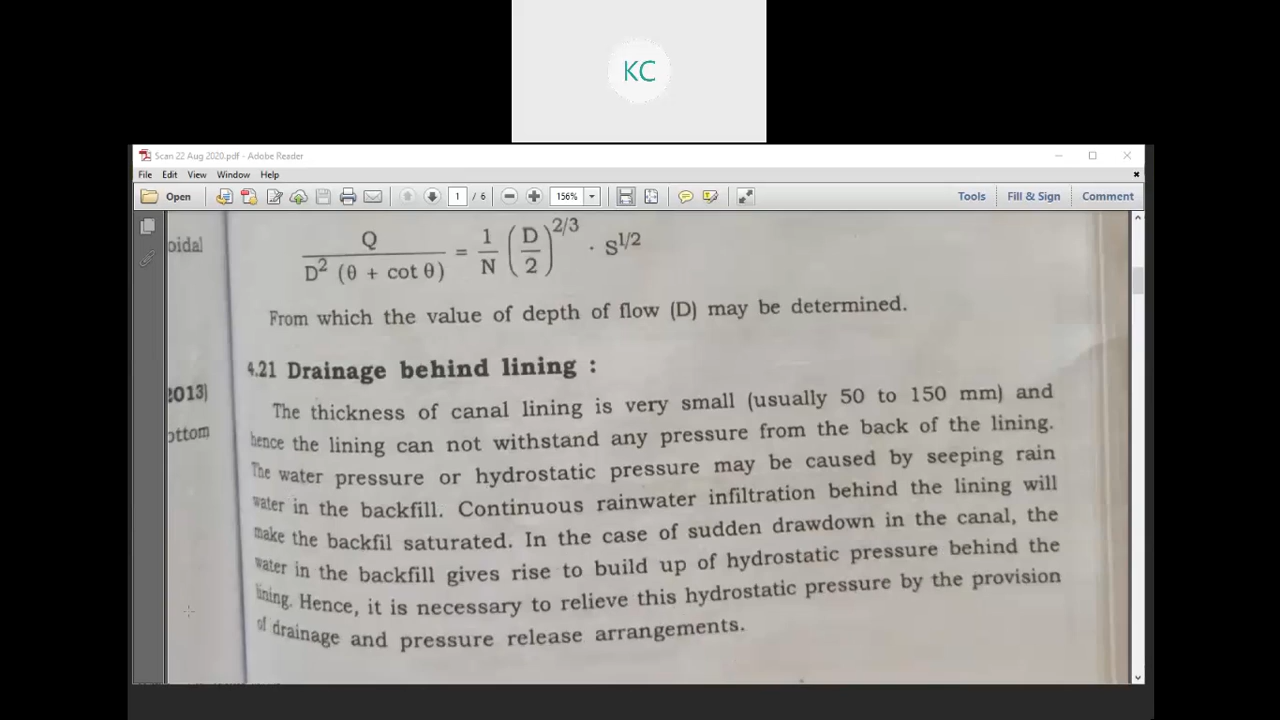 KC
Scan 22 Aug 2020.pdf - Adobe Reader
File Edit View Window Help
Open 1 / 6 156% Tools Fill & Sign Comment
oidal
Q / D² (θ + cot θ) = 1/N (D/2)^2/3 · S^1/2
From which the value of depth of flow (D) may be determined.
4.21 Drainage behind lining :
2013)
The thickness of canal lining is very small (usually 50 to 150 mm) and
ottom
hence the lining can not withstand any pressure from the back of the lining.
The water pressure or hydrostatic pressure may be caused by seeping rain
water in the backfill. Continuous rainwater infiltration behind the lining will
make the backfil saturated. In the case of sudden drawdown in the canal, the
water in the backfill gives rise to build up of hydrostatic pressure behind the
lining. Hence, it is necessary to relieve this hydrostatic pressure by the provision
of drainage and pressure release arrangements.